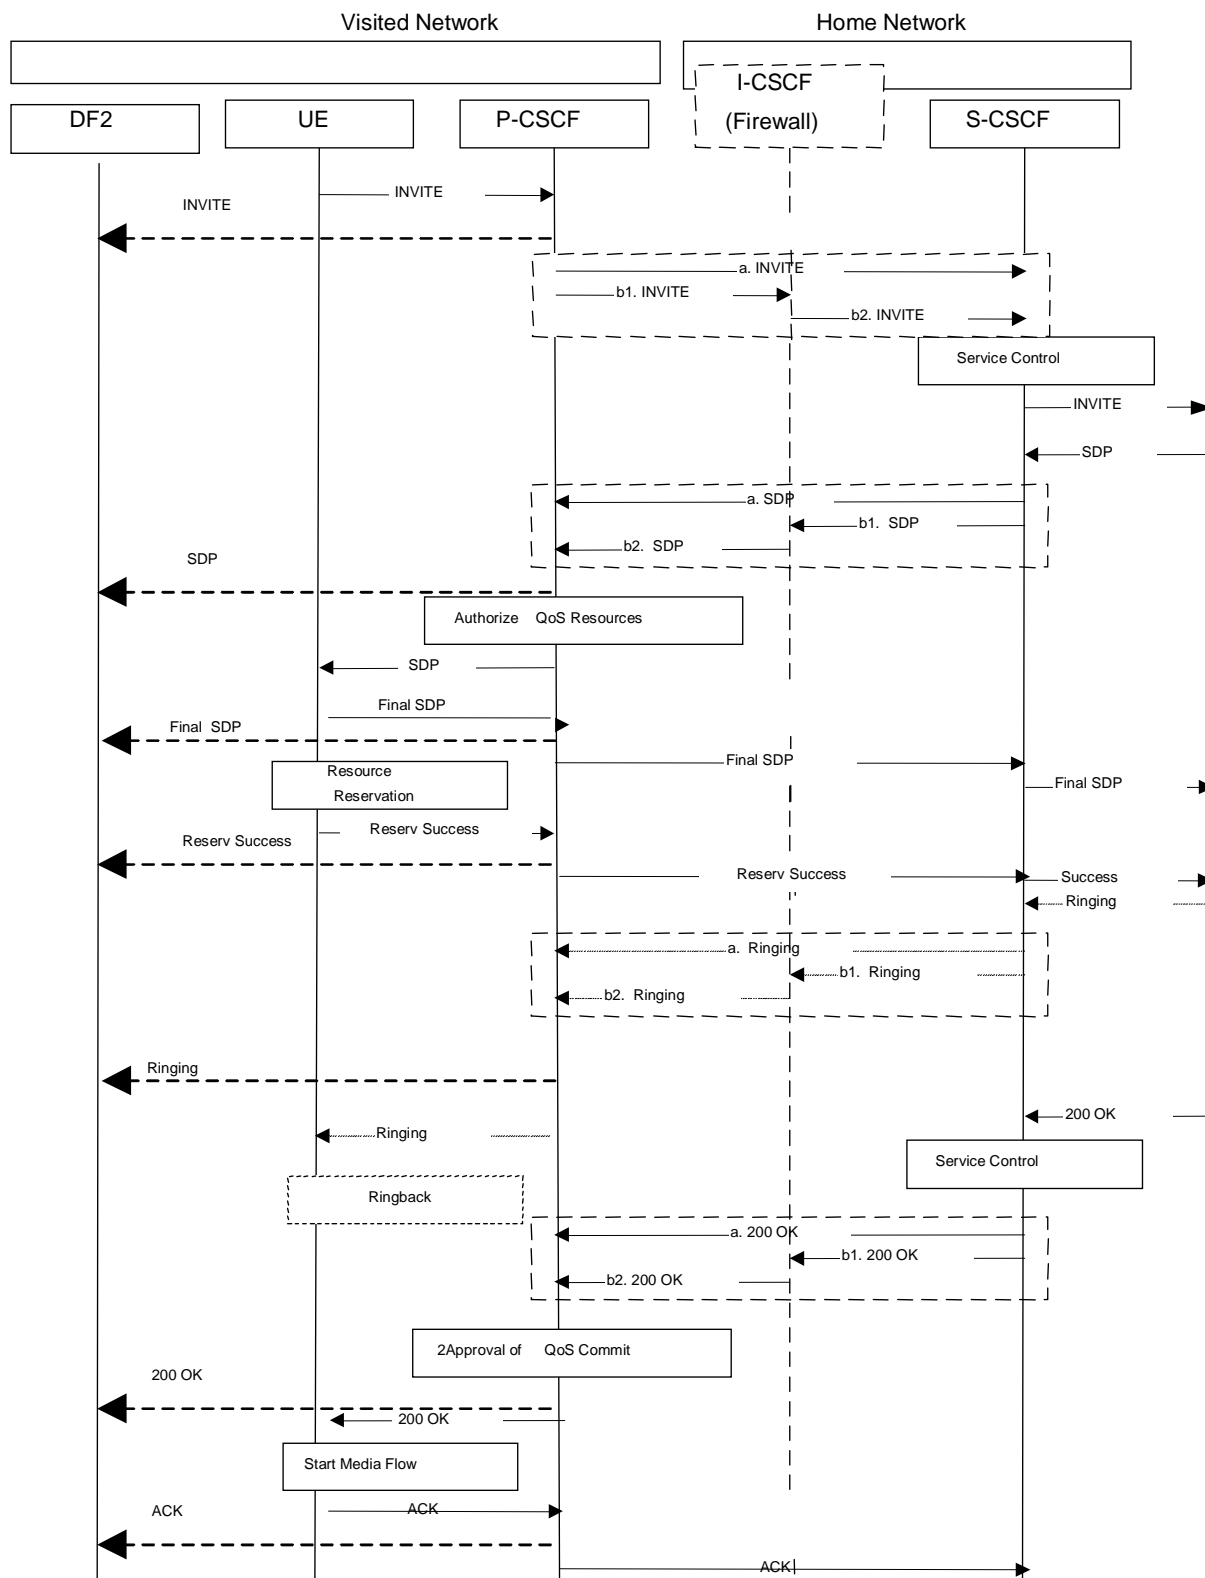 Visited Network
Home Network
I-CSCF
(Firewall)
DF2
UE
P-CSCF
S-CSCF
INVITE
INVITE
a. INVITE
b1. INVITE
b2. INVITE
Service Control
INVITE
SDP
a. SDP
b1. SDP
b2. SDP
SDP
Authorize QoS Resources
SDP
Final SDP
Final SDP
Final SDP
Resource
Reservation
Final SDP
Reserv Success
Reserv Success
Reserv Success
Success
Ringing
a. Ringing
b1. Ringing
b2. Ringing
Ringing
200 OK
Ringing
Service Control
Ringback
a. 200 OK
b1. 200 OK
b2. 200 OK
2Approval of QoS Commit
200 OK
200 OK
Start Media Flow
ACK
ACK
ACK